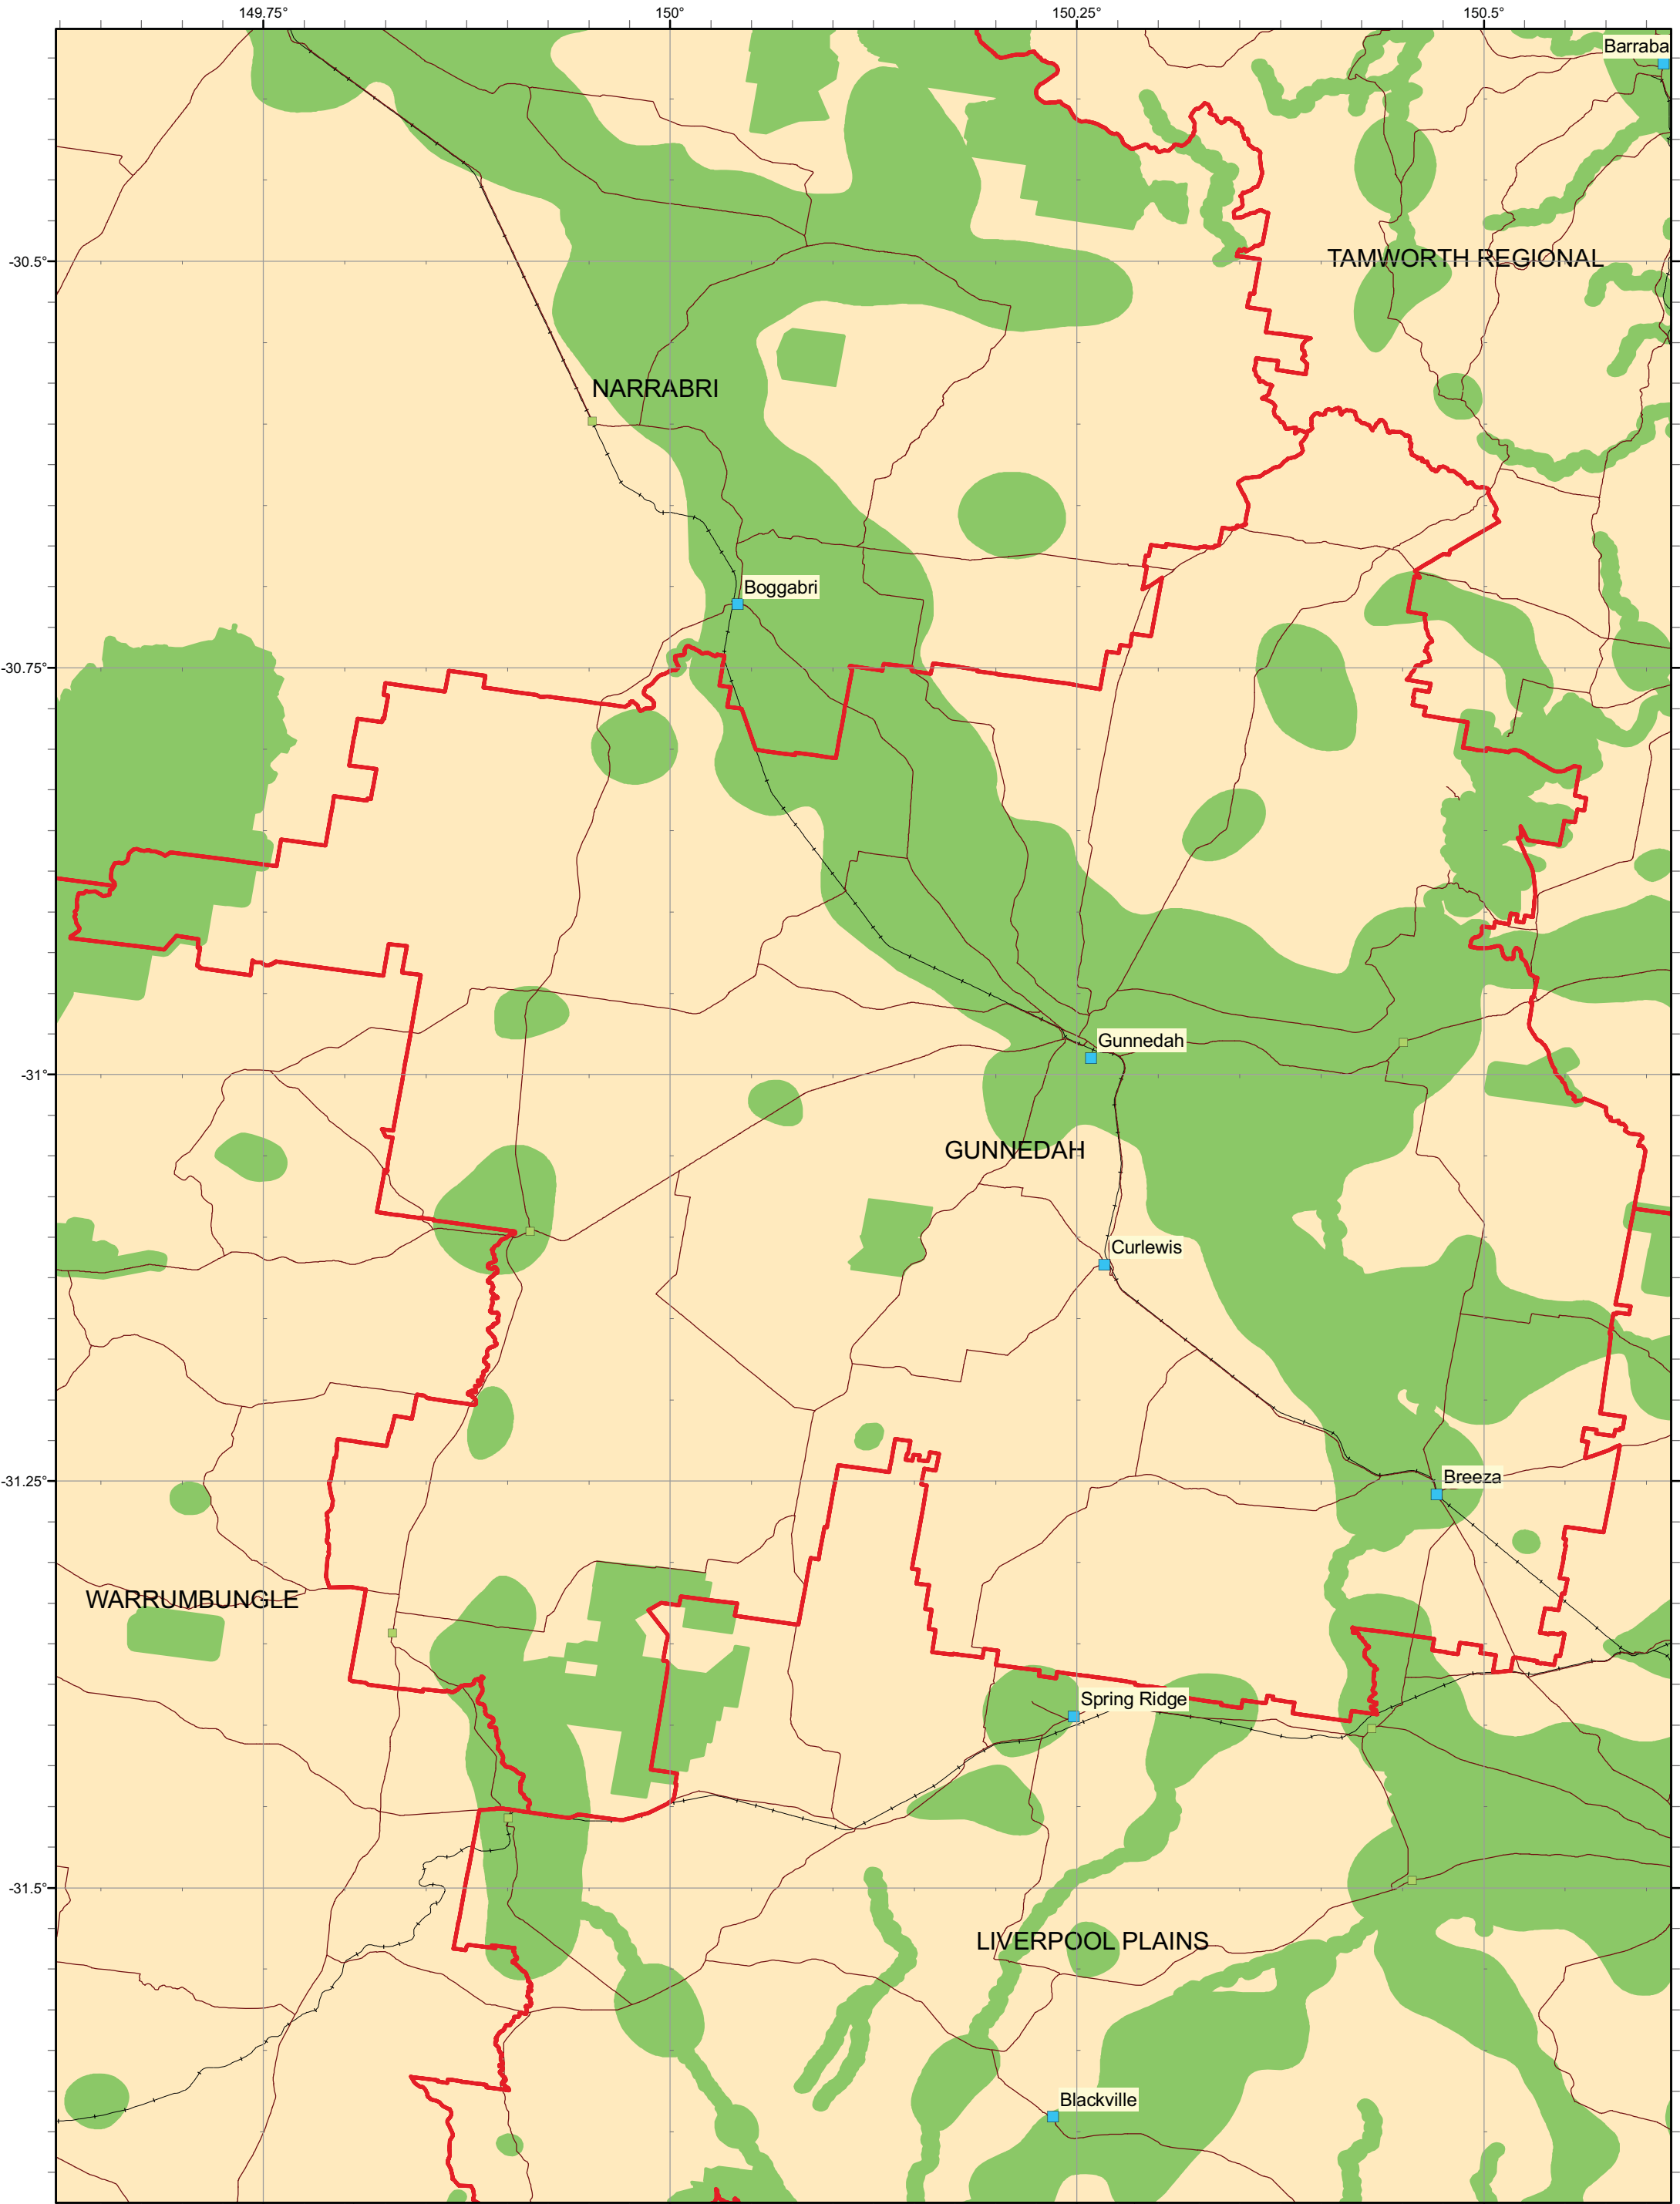 149.75°
150°
150.25°
150.5°
Barraba
-30.5°
TAMWORTH REGIONAL
NARRABRI
Boggabri
-30.75°
Gunnedah
-31°
GUNNEDAH
Curlewis
-31.25°
Breeza
WARRUMBUNGLE
Spring Ridge
-31.5°
LIVERPOOL PLAINS
Blackville